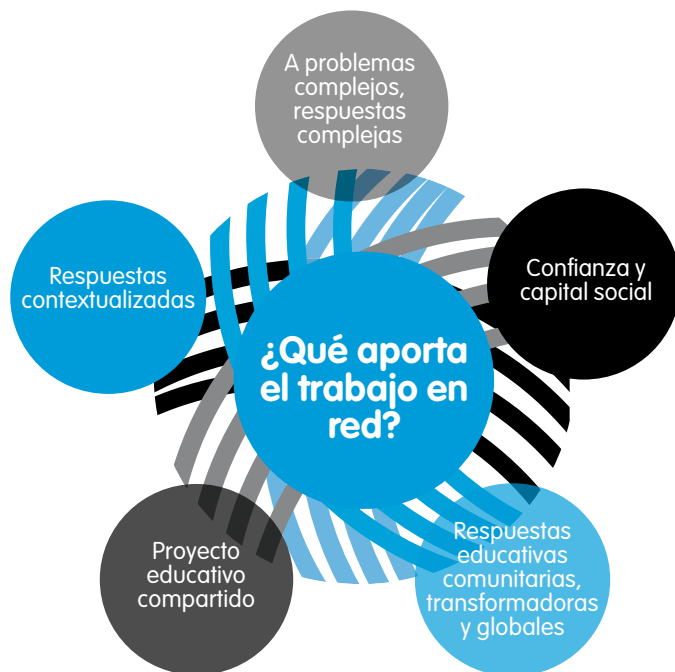 A problemas
complejos,
respuestas
complejas
Confianza y
capital social
Respuestas
contextualizadas
¿Qué aporta
el trabajo en
red?
Proyecto
educativo
compartido
Respuestas
educativas
comunitarias,
transformadoras
y globales